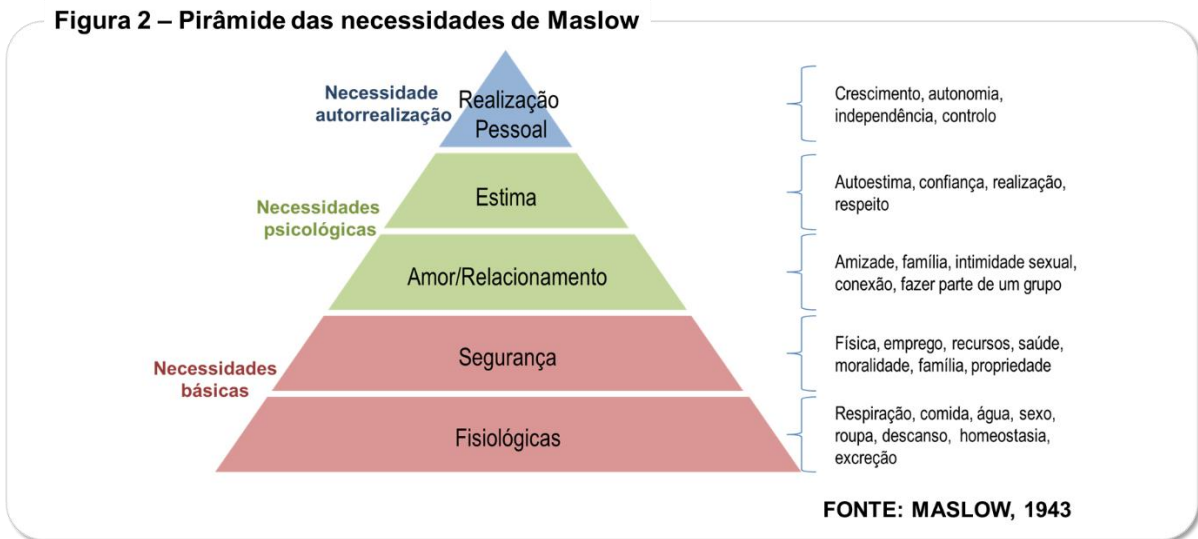 Figura 2 – Pirâmide das necessidades de Maslow
Necessidade
autorrealização
Realização
Pessoal
Crescimento, autonomia,
independência, controlo
Necessidades
psicológicas
Estima
Autoestima, confiança, realização,
respeito
Amor/Relacionamento
Amizade, família, intimidade sexual,
conexão, fazer parte de um grupo
Necessidades
básicas
Segurança
Física, emprego, recursos, saúde,
moralidade, família, propriedade
Fisiológicas
Respiração, comida, água, sexo,
roupa, descanso, homeostasia,
excreção
FONTE: MASLOW, 1943